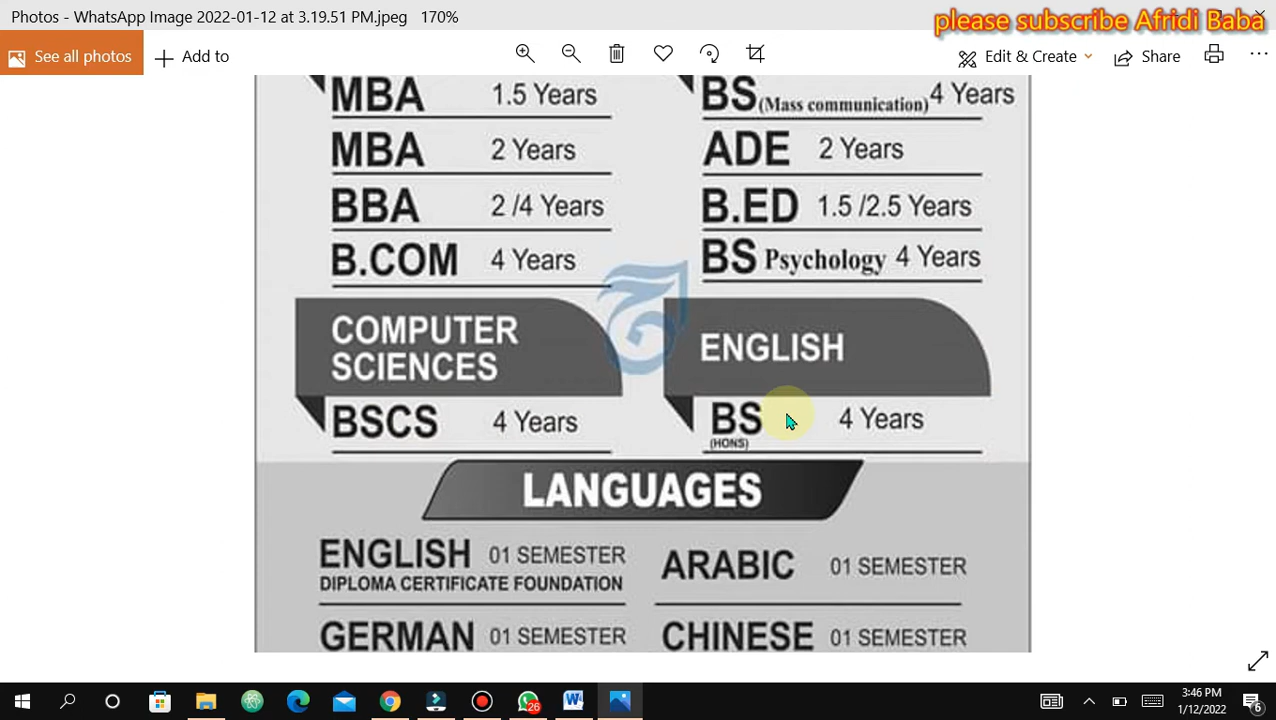 Photos - WhatsApp Image 2022-01-12 at 3.19.51 PM.jpeg 170%
please subscribe Afridi Baba
See all photos
Add to
Edit & Create
Share
MBA 1.5 Years
BS (Mass communication) 4 Years
MBA 2 Years
ADE 2 Years
BBA 2 /4 Years
B.ED 1.5 /2.5 Years
B.COM 4 Years
BS Psychology 4 Years
COMPUTER
SCIENCES
ENGLISH
BSCS 4 Years
BS 4 Years
(HONS)
LANGUAGES
ENGLISH 01 SEMESTER
DIPLOMA CERTIFICATE FOUNDATION
ARABIC 01 SEMESTER
GERMAN 01 SEMESTER
CHINESE 01 SEMESTER
26
3:46 PM
1/12/2022
6